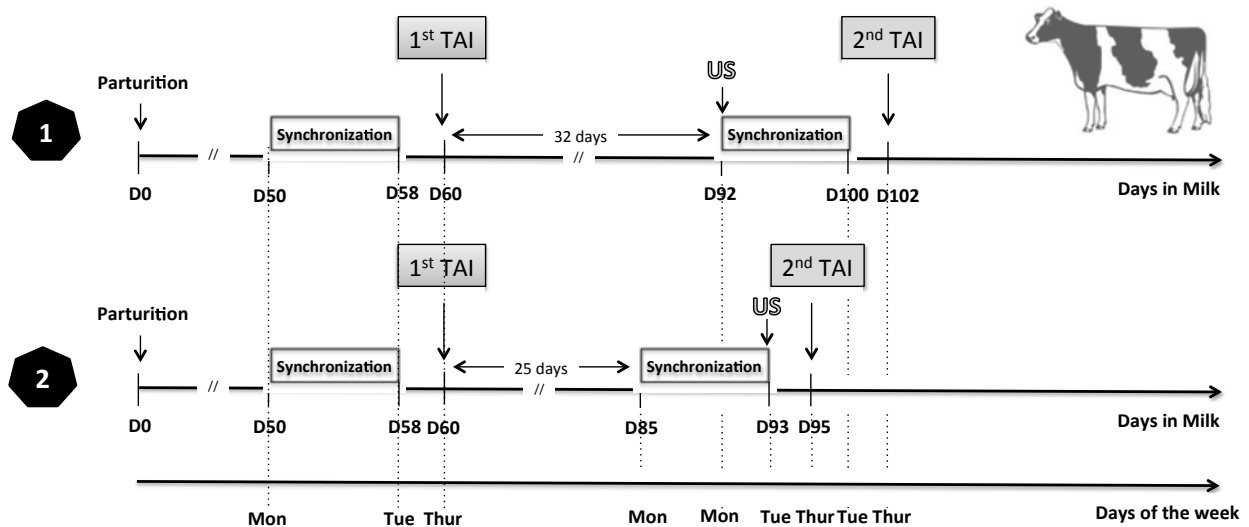 1st TAI
2nd TAI
US
Parturition
1
Synchronization
32 days
Synchronization
//
//
D0
D50
D58
D60
D92
D100
D102
Days in Milk
1st TAI
2nd TAI
US
Parturition
2
Synchronization
25 days
Synchronization
//
//
D0
D50
D58
D60
D85
D93
D95
Days in Milk
Mon
Tue
Thur
Mon
Mon
Tue
Thur
Tue
Thur
Days of the week